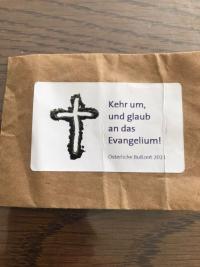 Kehr um,
und glaub
an das
Evangelium!
Österliche Bußzeit 2021